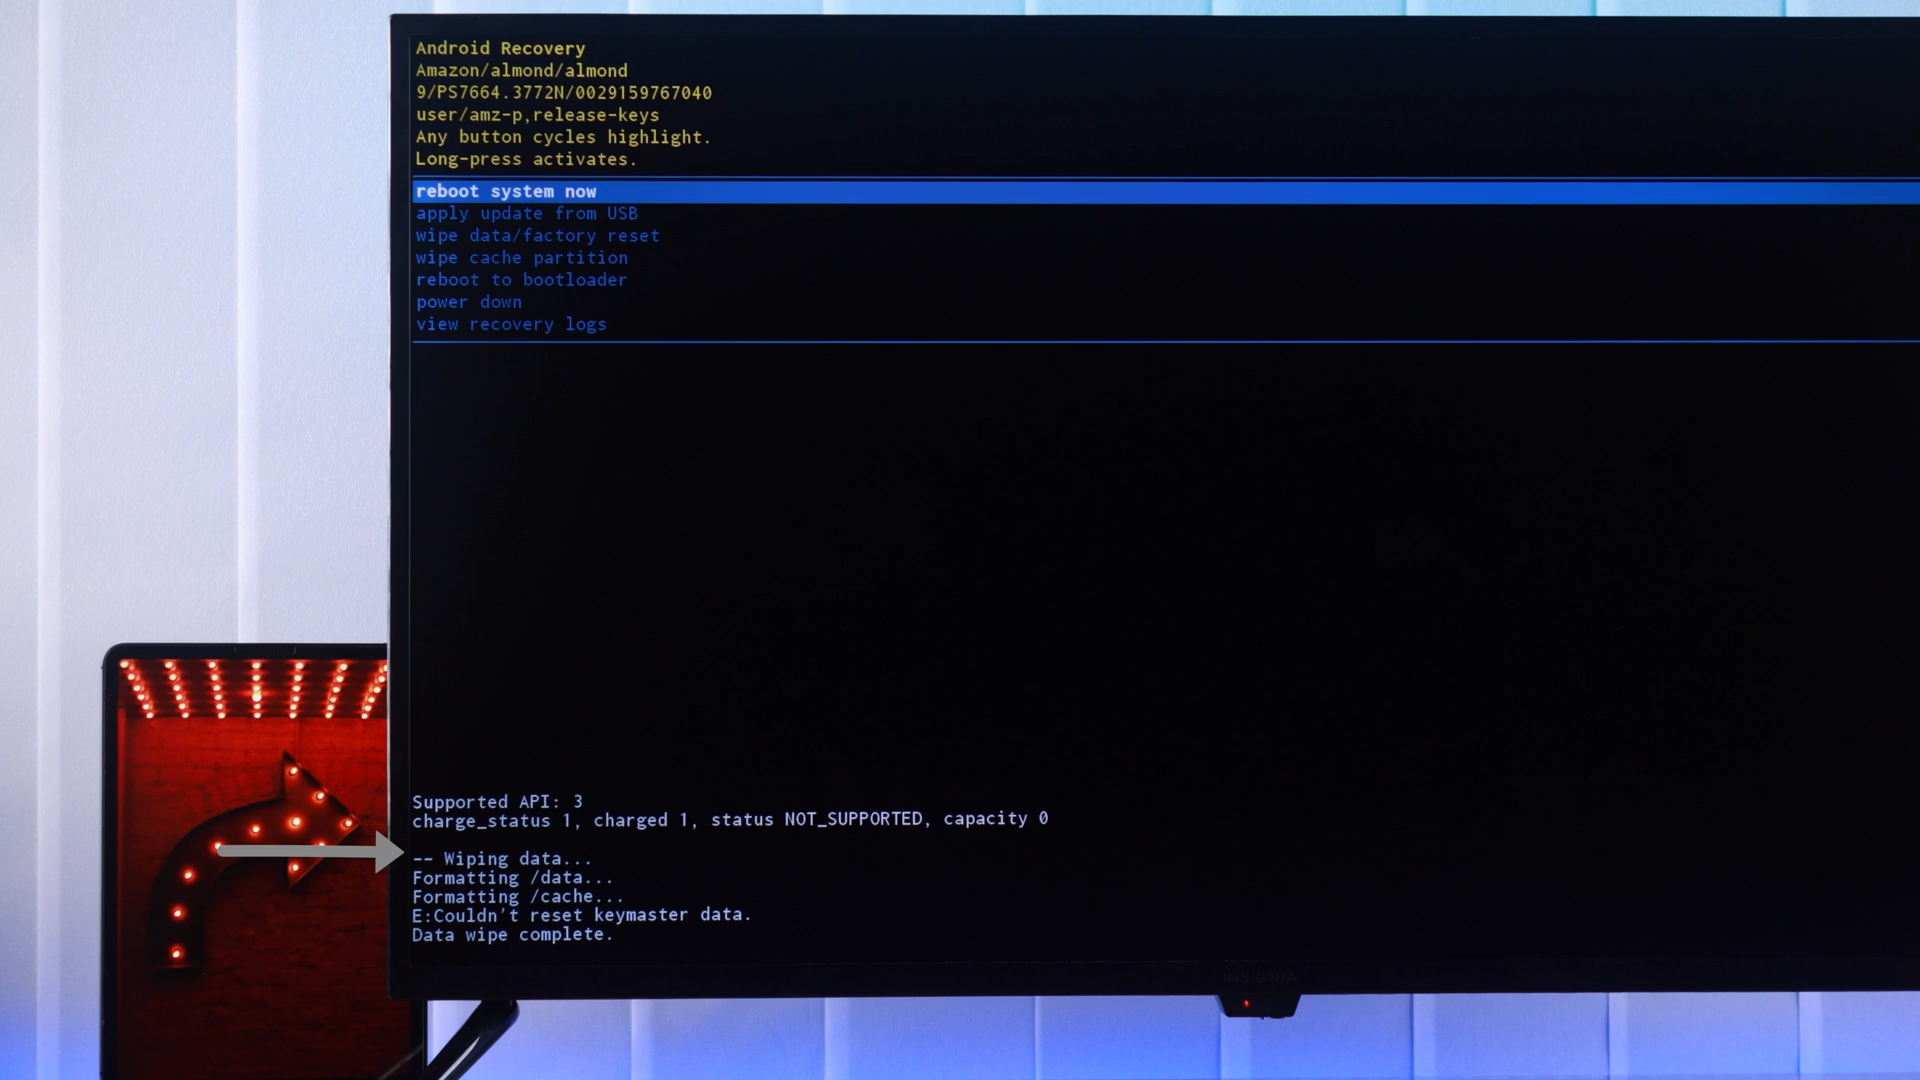 Android Recovery
Amazon/almond/almond
9/PS7664.3772N/0029159767040
user/amz-p,release-keys
Any button cycles highlight.
Long-press activates.
reboot system now
apply update from USB
wipe data/factory reset
wipe cache partition
reboot to bootloader
power down
view recovery logs
Supported API: 3
charge_status 1, charged 1, status NOT_SUPPORTED, capacity 0
-- Wiping data...
Formatting /data...
Formatting /cache...
E:Couldn't reset keymaster data.
Data wipe complete.
INSIGNIA